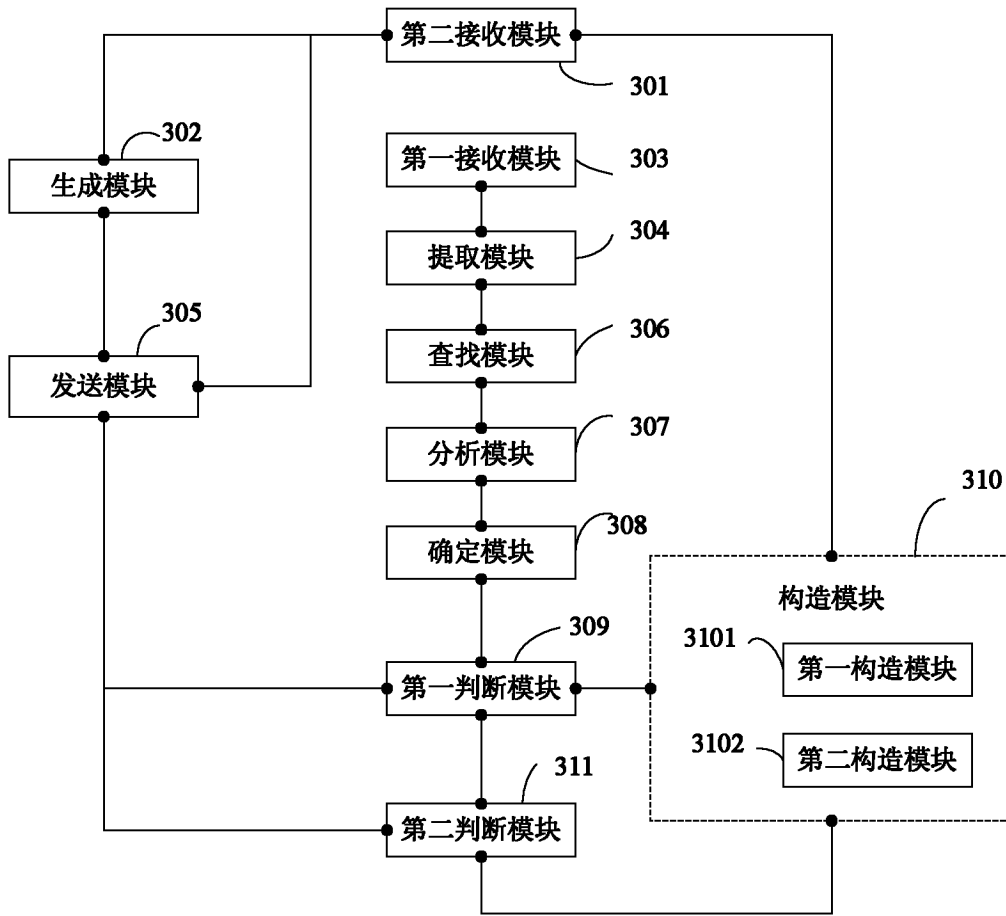 第二接收模块
301
302
第一接收模块
303
生成模块
304
提取模块
305
306
查找模块
发送模块
307
分析模块
310
308
确定模块
构造模块
309
3101
第一构造模块
第一判断模块
3102
第二构造模块
311
第二判断模块